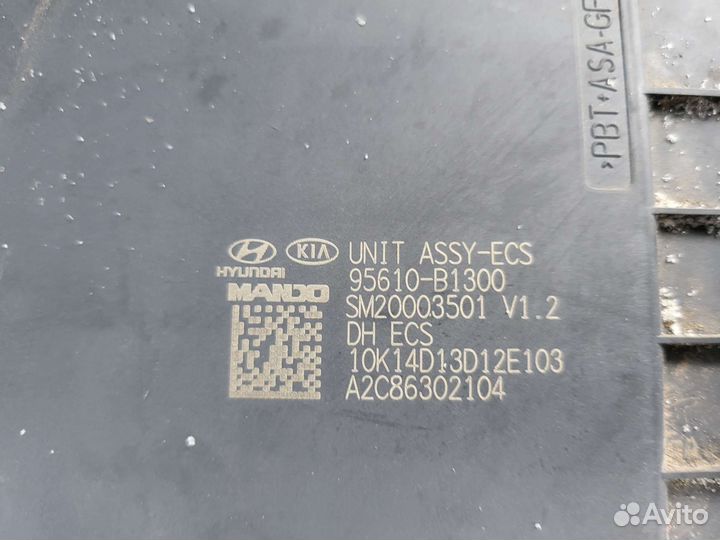 >PBT+ASA-GF
HYUNDAI KIA UNIT ASSY-ECS
95610-B1300
MANDO SM20003501 V1.2
DH ECS
10K14D13D12E103
A2C86302104
Avito